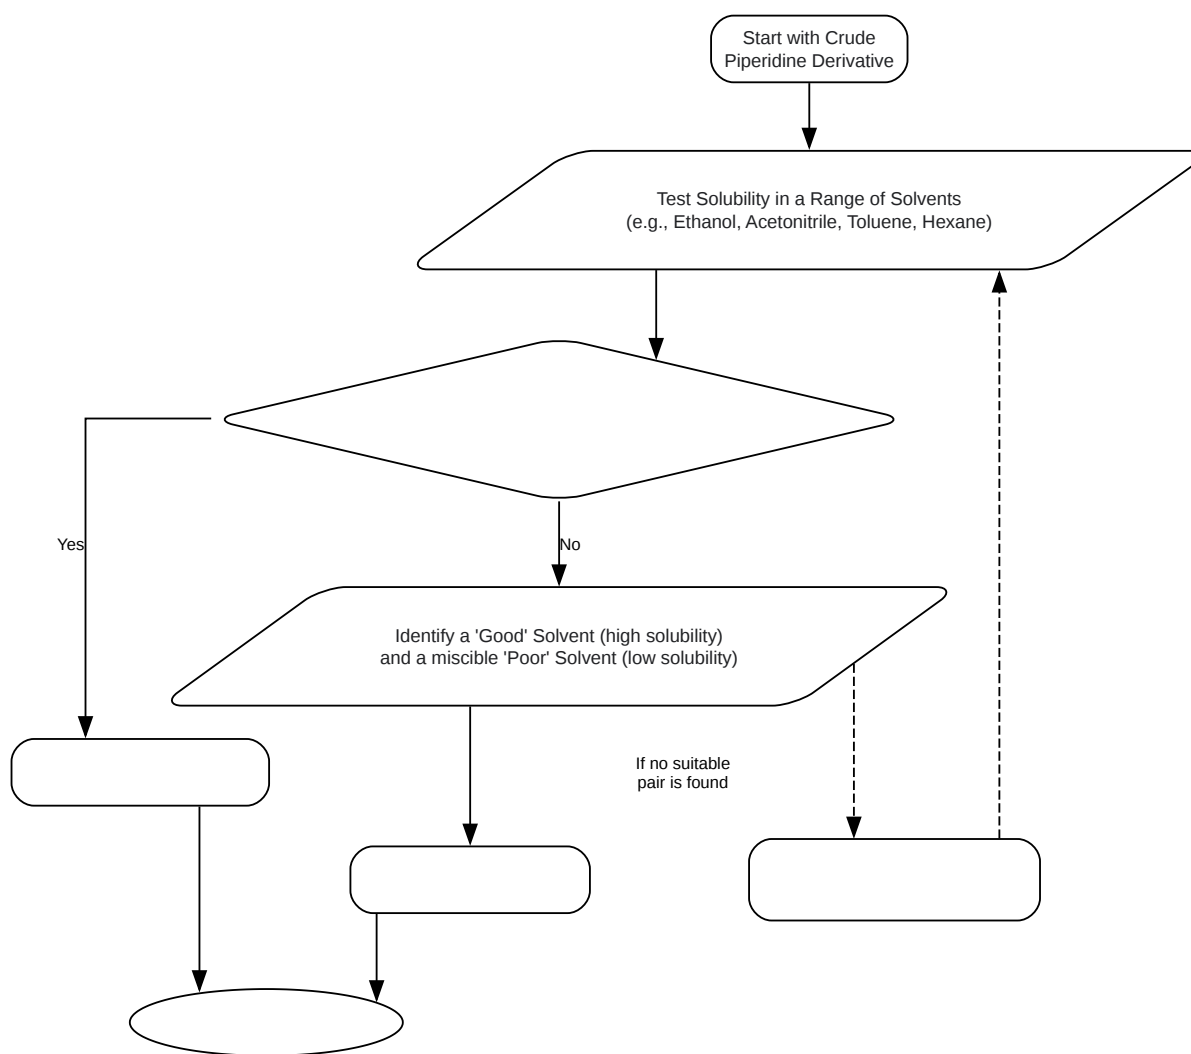 Start with Crude
Piperidine Derivative
Test Solubility in a Range of Solvents
(e.g., Ethanol, Acetonitrile, Toluene, Hexane)
Yes
No
Identify a 'Good' Solvent (high solubility)
and a miscible 'Poor' Solvent (low solubility)
If no suitable
pair is found